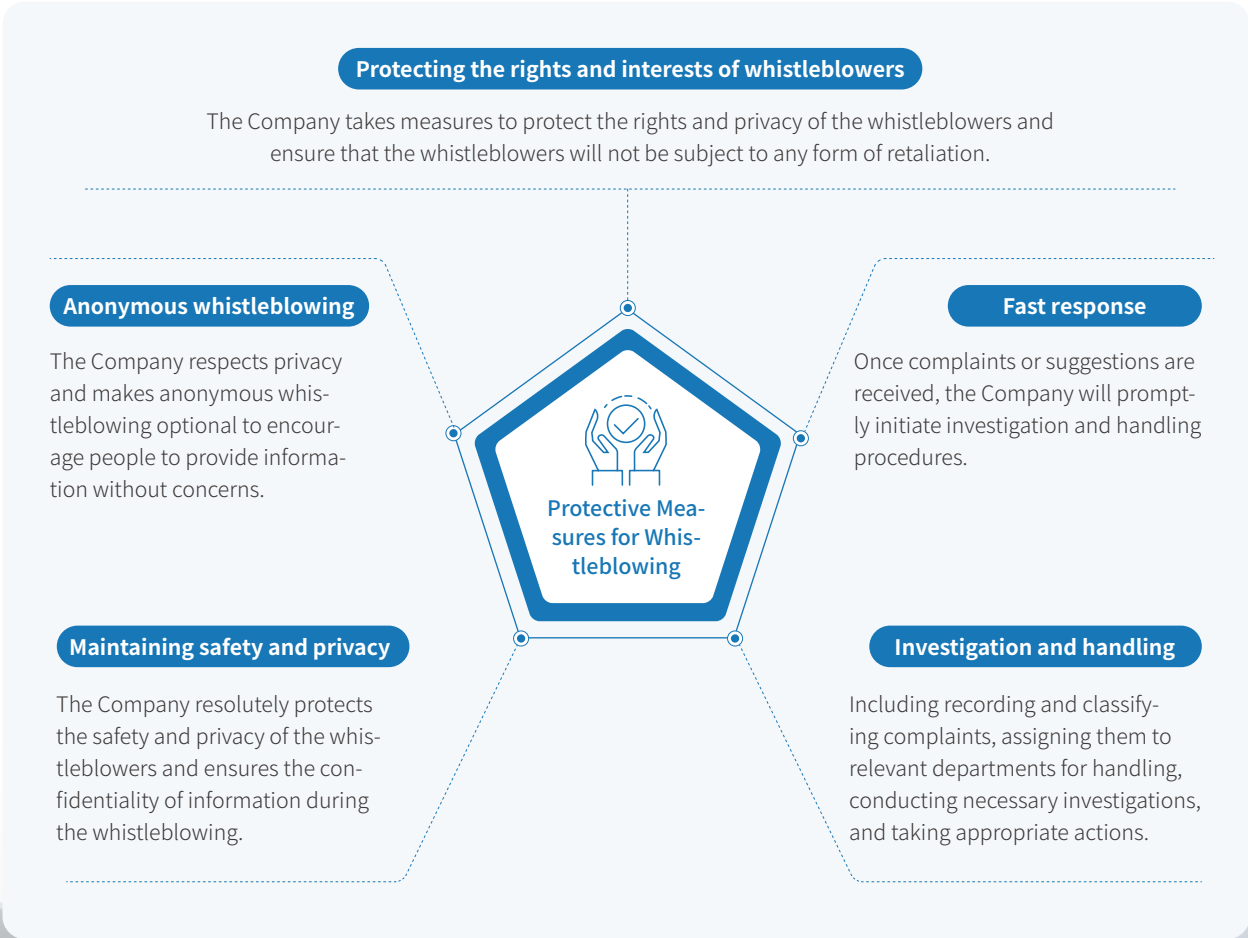 Protecting the rights and interests of whistleblowers
The Company takes measures to protect the rights and privacy of the whistleblowers and
ensure that the whistleblowers will not be subject to any form of retaliation.
Anonymous whistleblowing
The Company respects privacy
and makes anonymous whis-
tleblowing optional to encour-
age people to provide informa-
tion without concerns.
Fast response
Once complaints or suggestions are
received, the Company will prompt-
ly initiate investigation and handling
procedures.
Protective Mea-
sures for Whis-
tleblowing
Maintaining safety and privacy
The Company resolutely protects
the safety and privacy of the whis-
tleblowers and ensures the con-
fidentiality of information during
the whistleblowing.
Investigation and handling
Including recording and classify-
ing complaints, assigning them to
relevant departments for handling,
conducting necessary investigations,
and taking appropriate actions.